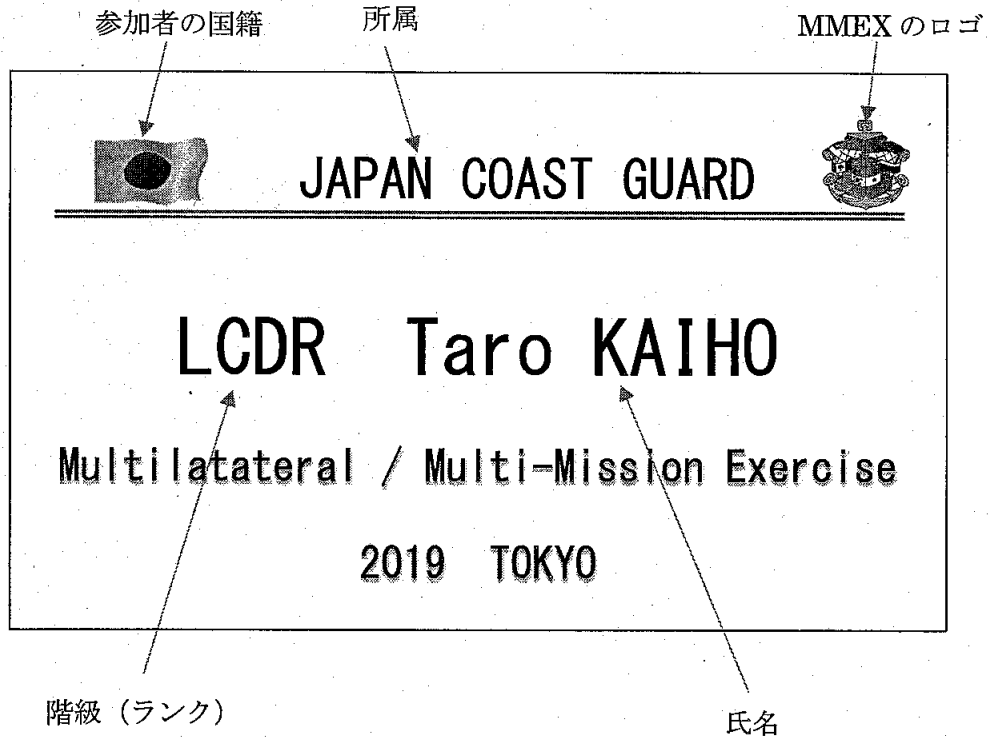 参加者の国籍 所属 MMEX のロゴ
JAPAN COAST GUARD
LCDR Taro KAIHO
Multilatateral / Multi-Mission Exercise
2019 TOKYO
階級（ランク） 氏名